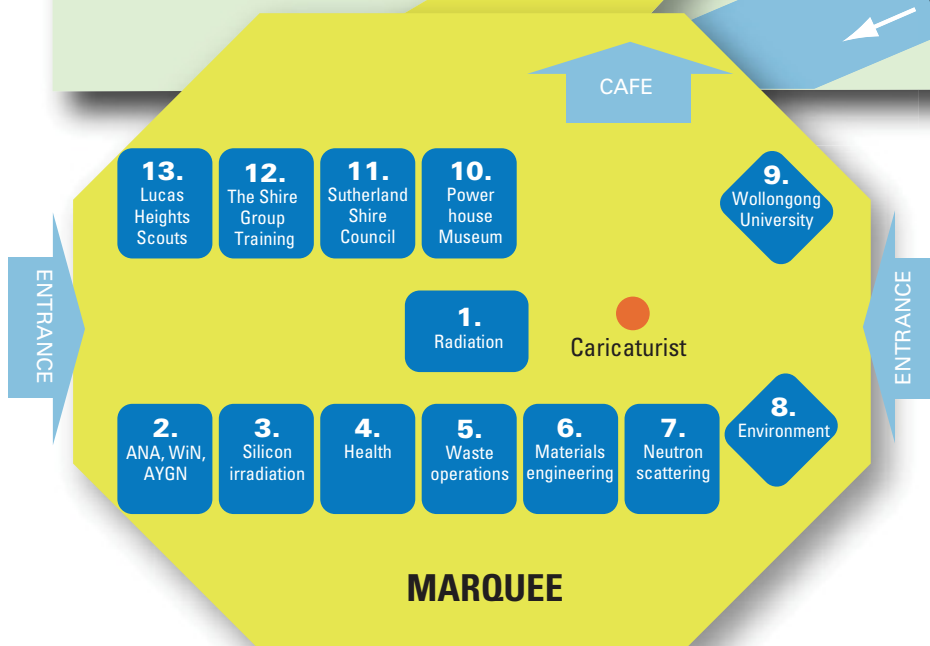 CAFE
13.
Lucas
Heights
Scouts
12.
The Shire
Group
Training
11.
Sutherland
Shire
Council
10.
Power
house
Museum
9.
Wollongong
University
ENTRANCE
1.
Radiation
Caricaturist
ENTRANCE
2.
ANA, WiN,
AYGN
3.
Silicon
irradiation
4.
Health
5.
Waste
operations
6.
Materials
engineering
7.
Neutron
scattering
8.
Environment
MARQUEE